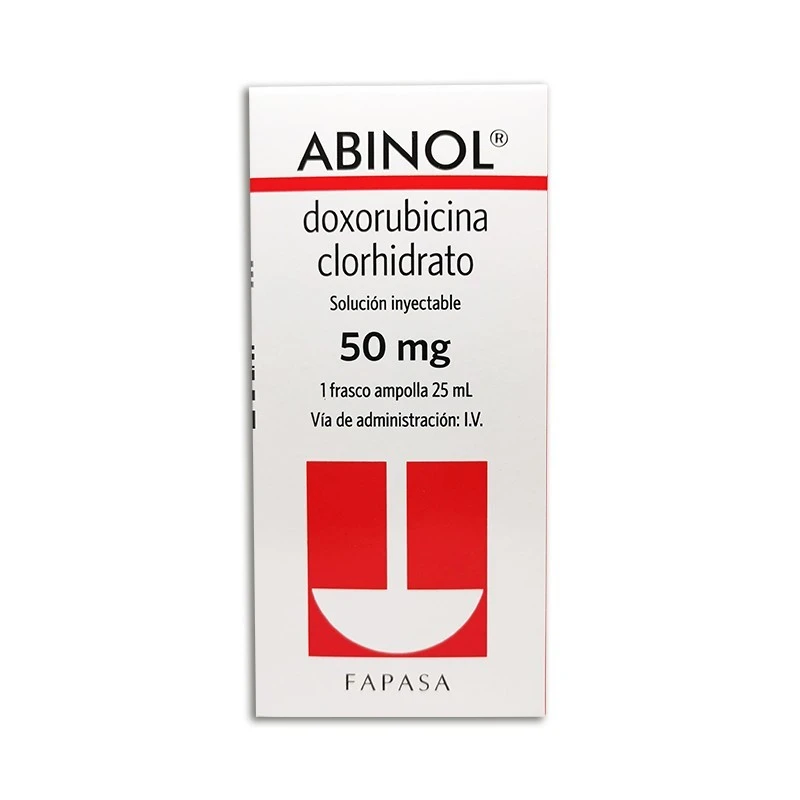 ABINOL®
doxorubicina
clorhidrato
Solución inyectable
50 mg
1 frasco ampolla 25 mL
Vía de administración: I.V.
FAPASA